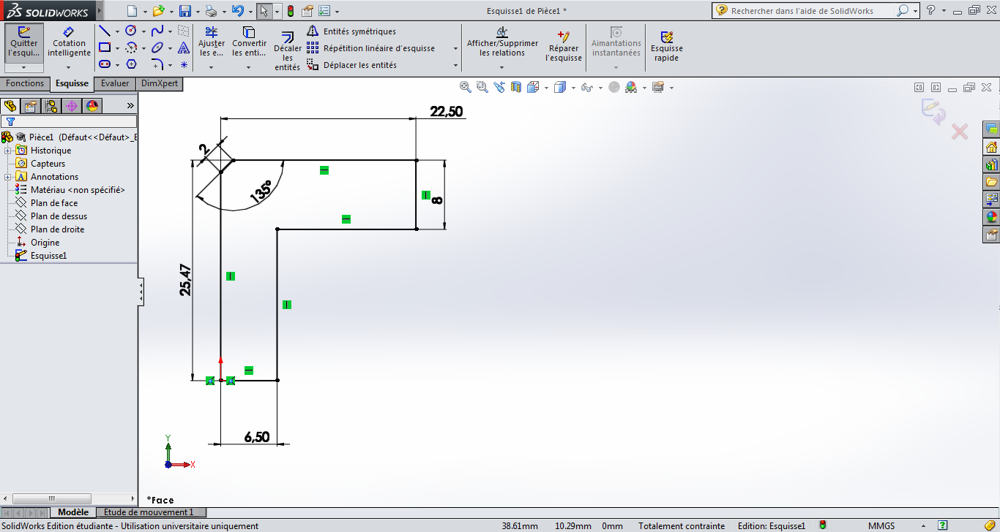 SOLIDWORKS
Esquisse1 de Pièce1 *
Rechercher dans l'aide de SolidWorks
Quitter l'esqui...
Cotation intelligente
Ajuster les e...
Convertir les enti...
Décaler les entités
Entités symétriques
Répétition linéaire d'esquisse
Déplacer les entités
Afficher/Supprimer les relations
Réparer l'esquisse
Aimantations instantanées
Esquisse rapide
Fonctions
Esquisse
Evaluer
DimXpert
Pièce1 (Défaut<<Défaut>_E
Historique
Capteurs
Annotations
Matériau <non spécifié>
Plan de face
Plan de dessus
Plan de droite
Origine
Esquisse1
22,50
2
135°
8
25,47
6,50
Y
X
*Face
Modèle
Etude de mouvement 1
SolidWorks Edition étudiante - Utilisation universitaire uniquement
38.61mm
10.29mm
0mm
Totalement contrainte
Edition: Esquisse1
MMGS